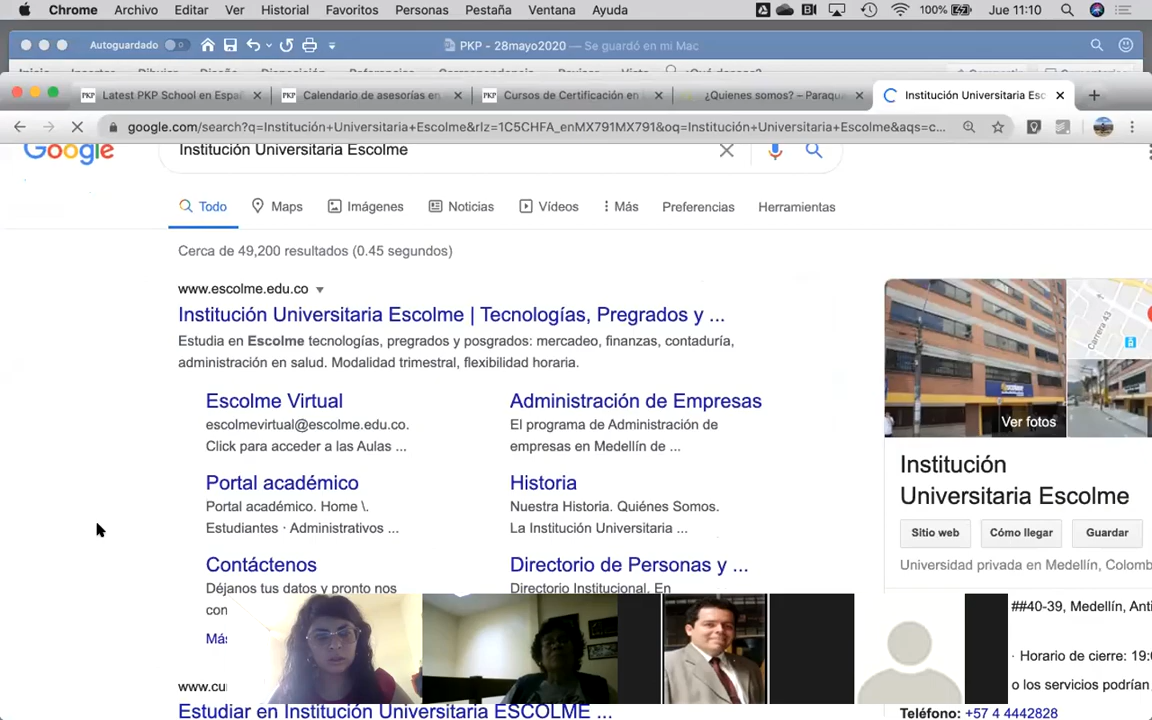 Chrome Archivo Editar Ver Historial Favoritos Personas Pestaña Ventana Ayuda 100% Jue 11:10
Autoguardado PKP - 28mayo2020 — Se guardó en mi Mac
Latest PKP School en Espa Calendario de asesorías en Cursos de Certificación en ¿Quienes somos? – Paraqu Institución Universitaria Esc
google.com/search?q=Institución+Universitaria+Escolme&rlz=1C5CHFA_enMX791MX791&oq=Institución+Universitaria+Escolme&aqs=c...
Google Institución Universitaria Escolme
Todo Maps Imágenes Noticias Vídeos Más Preferencias Herramientas
Cerca de 49,200 resultados (0.45 segundos)
www.escolme.edu.co
Institución Universitaria Escolme | Tecnologías, Pregrados y ...
Estudia en Escolme tecnologías, pregrados y posgrados: mercadeo, finanzas, contaduría,
administración en salud. Modalidad trimestral, flexibilidad horaria.
Escolme Virtual
escolmevirtual@escolme.edu.co.
Click para acceder a las Aulas ...
Administración de Empresas
El programa de Administración de
empresas en Medellín de ...
Portal académico
Portal académico. Home \.
Estudiantes · Administrativos ...
Historia
Nuestra Historia. Quiénes Somos.
La Institución Universitaria ...
Contáctenos
Déjanos tus datos y pronto nos
con
Directorio de Personas y ...
Directorio Institucional. En
Más
www.cu
Estudiar en Institución Universitaria ESCOLME ...
Carrera 43
Ver fotos
Institución
Universitaria Escolme
Sitio web Cómo llegar Guardar
Universidad privada en Medellín, Colomb
##40-39, Medellín, Anti
· Horario de cierre: 19:0
o los servicios podrían
Teléfono: +57 4 4442828